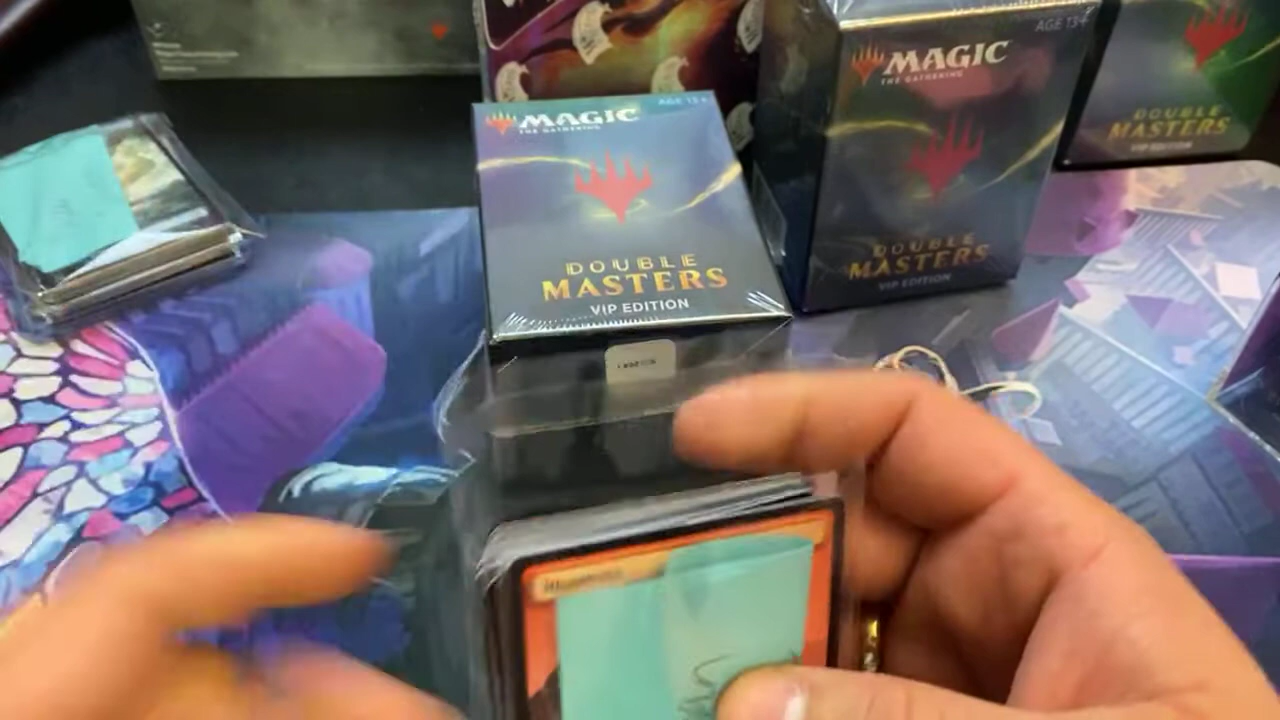 MAGIC
THE GATHERING
AGE 13+
DOUBLE
MASTERS
VIP EDITION
MAGIC
THE GATHERING
AGE 13+
DOUBLE
MASTERS
VIP EDITION
DOUBLE
MASTERS
VIP EDITION